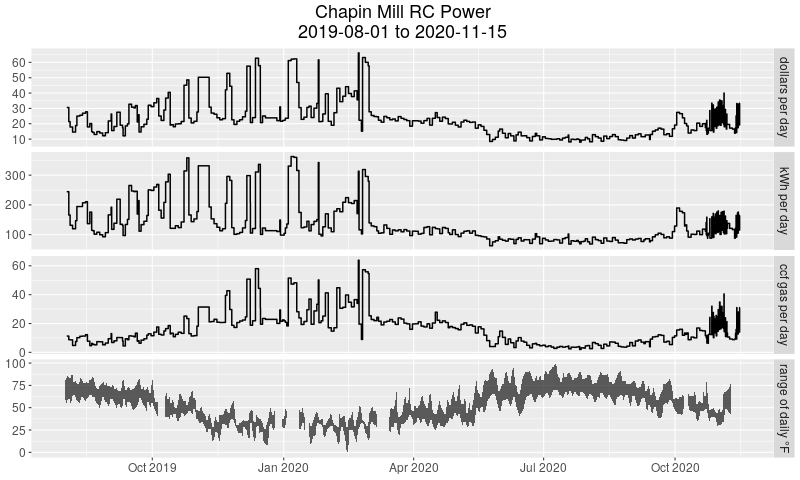 Chapin Mill RC Power
2019-08-01 to 2020-11-15
60
50
40
30
20
10
dollars per day
300
200
100
kWh per day
60
40
20
0
ccf gas per day
100
75
50
25
0
range of daily °F
Oct 2019 Jan 2020 Apr 2020 Jul 2020 Oct 2020